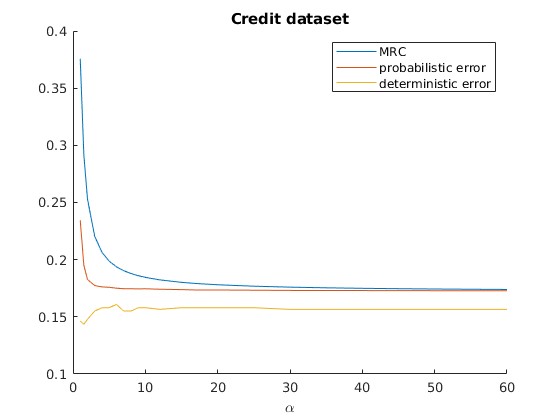 Credit dataset
0.4
0.35
0.3
0.25
0.2
0.15
0.1
MRC
probabilistic error
deterministic error
0 10 20 30 40 50 60
α